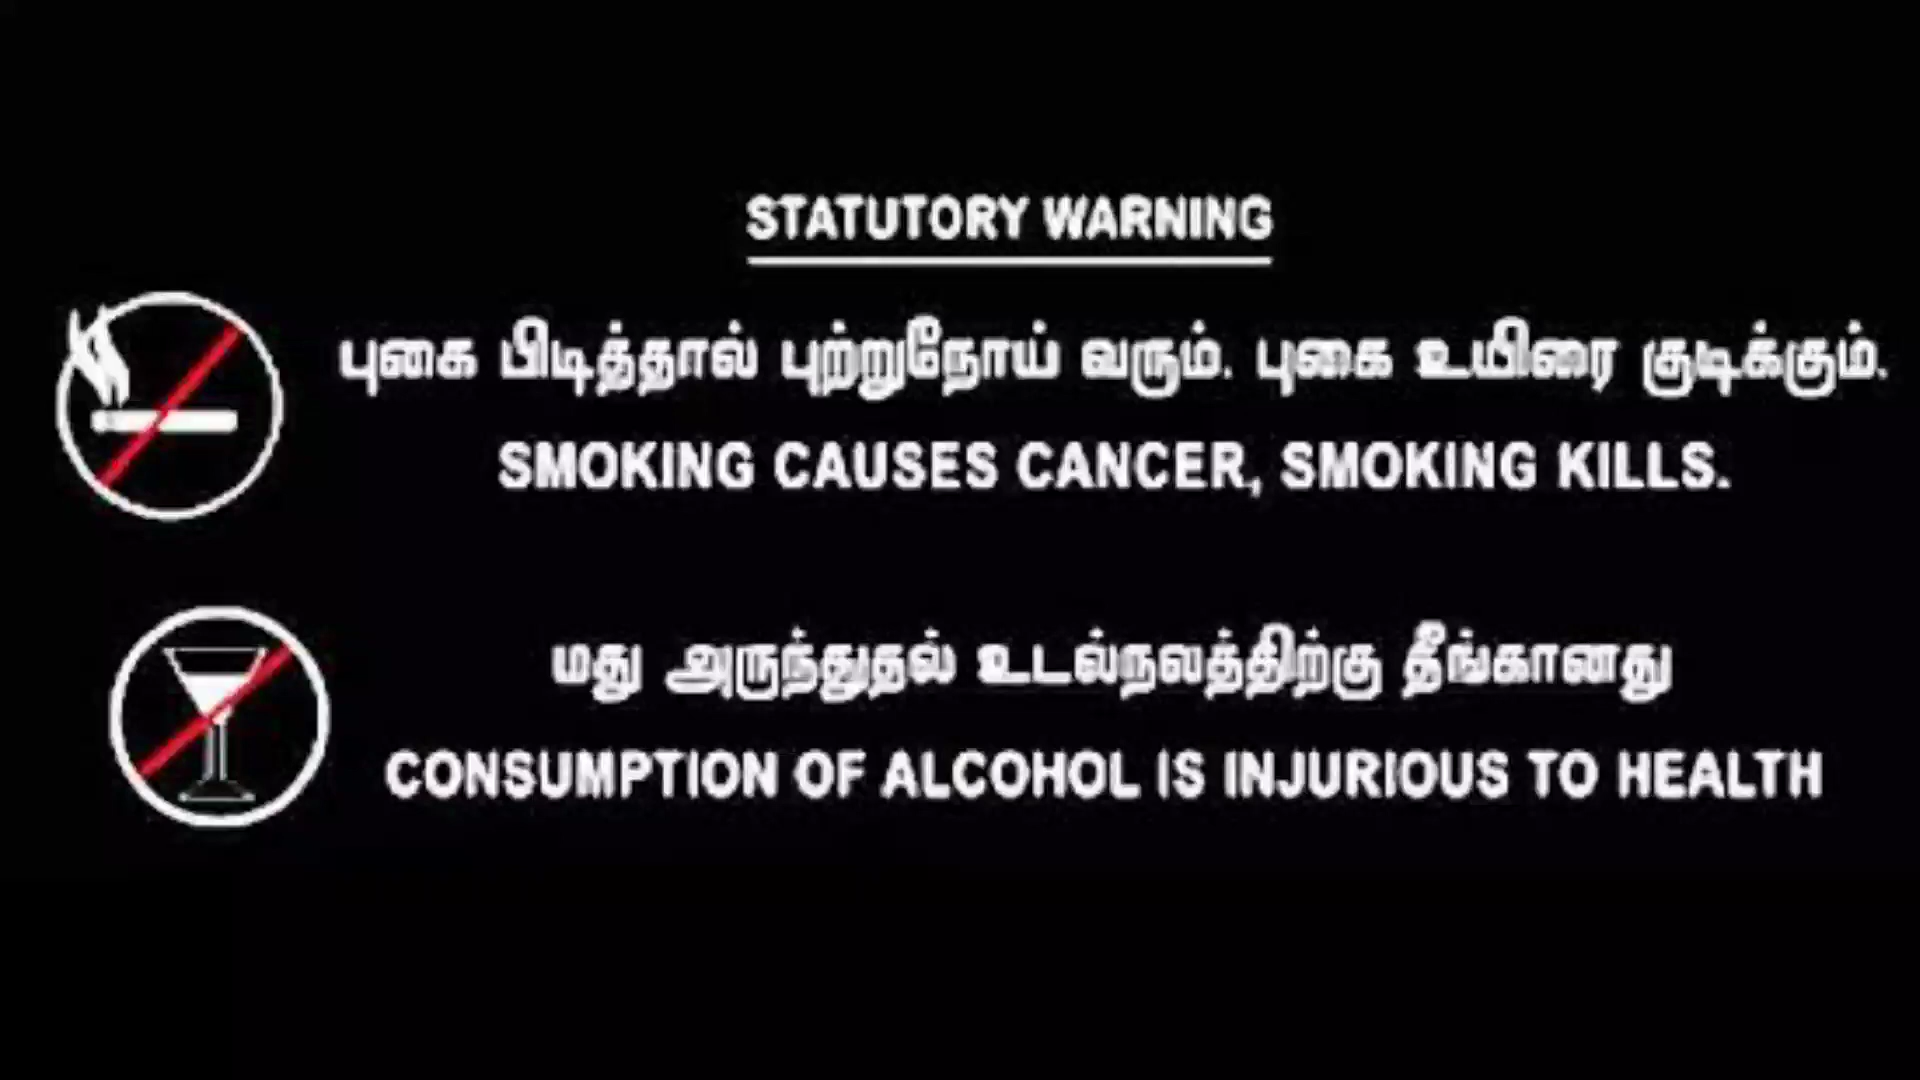 STATUTORY WARNING
புகை பிடித்தால் புற்றுநோய் வரும். புகை உயிரை குடிக்கும்.
SMOKING CAUSES CANCER, SMOKING KILLS.
மது அருந்துதல் உடல்நலத்திற்கு தீங்கானது
CONSUMPTION OF ALCOHOL IS INJURIOUS TO HEALTH